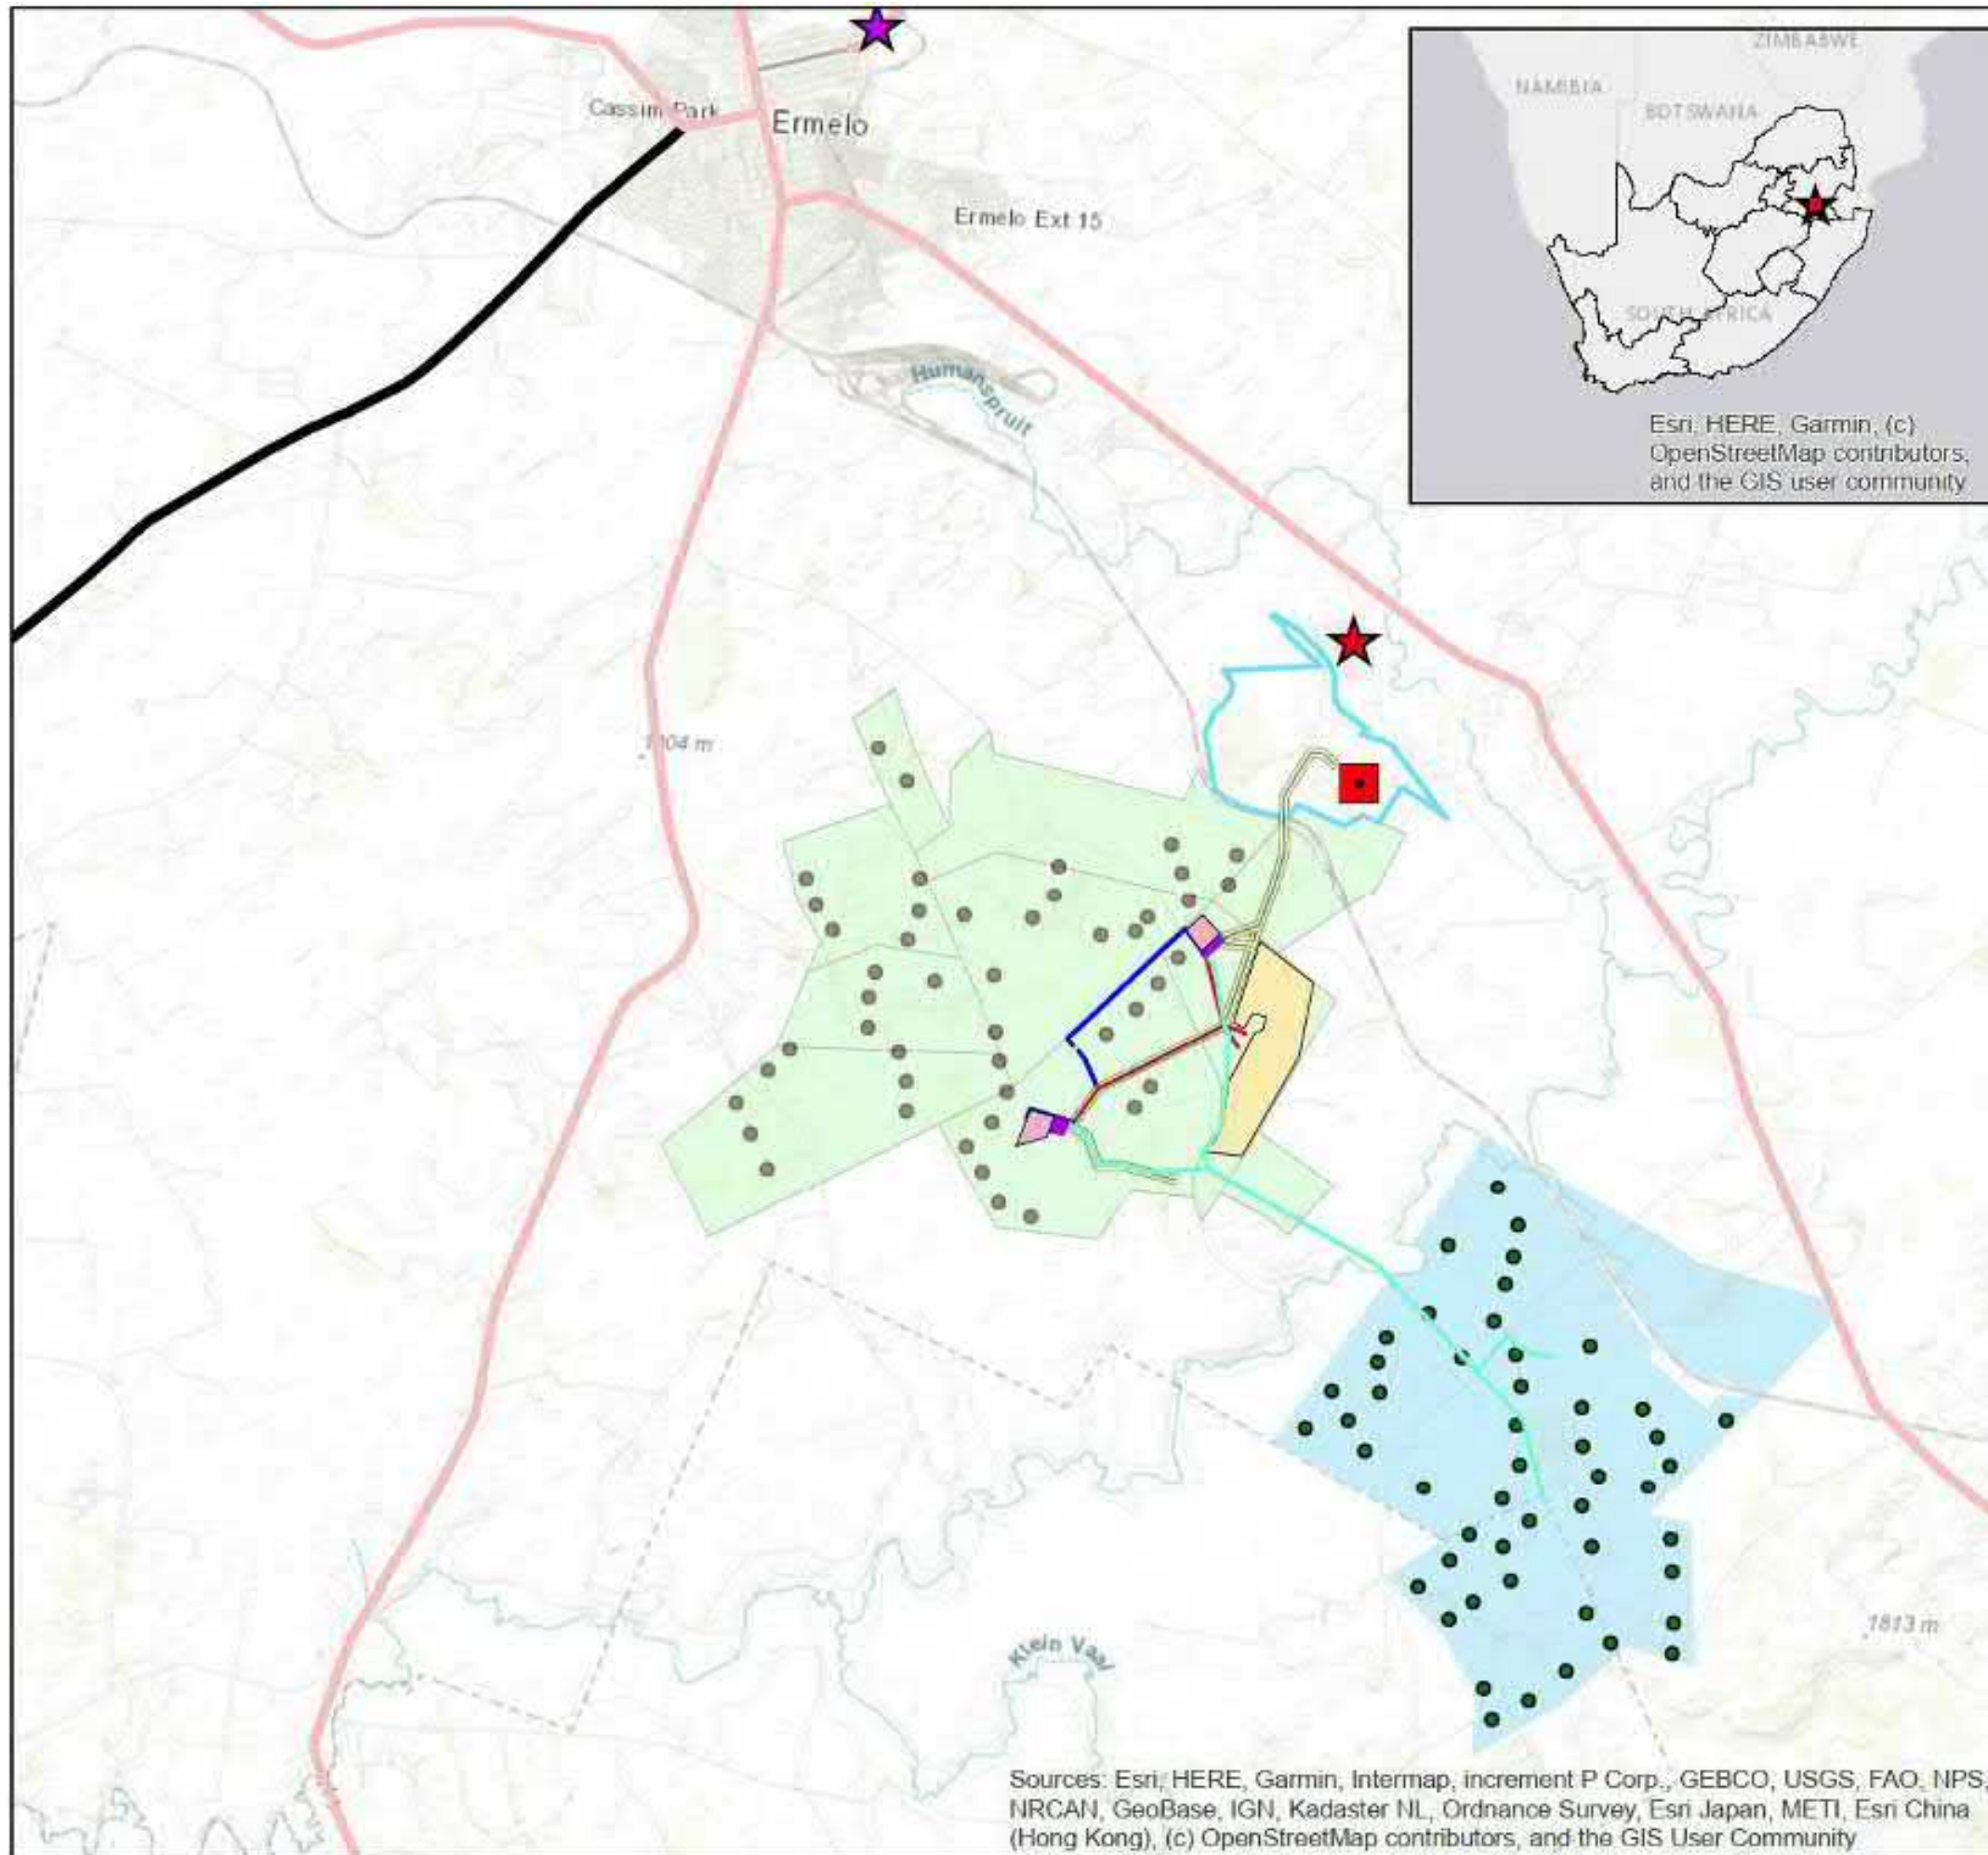 Cassim Park
Ermelo
Ermelo Ext 15
Humanspruit
ZIMBABWE
NAMIBIA
BOTSWANA
SOUTH AFRICA
Esri, HERE, Garmin, (c)
OpenStreetMap contributors,
and the GIS user community
Klein Vaal
1813 m
Sources: Esri, HERE, Garmin, Intermap, increment P Corp., GEBCO, USGS, FAO, NPS,
NRCAN, GeoBase, IGN, Kadaster NL, Ordnance Survey, Esri Japan, METI, Esri China
(Hong Kong), (c) OpenStreetMap contributors, and the GIS User Community